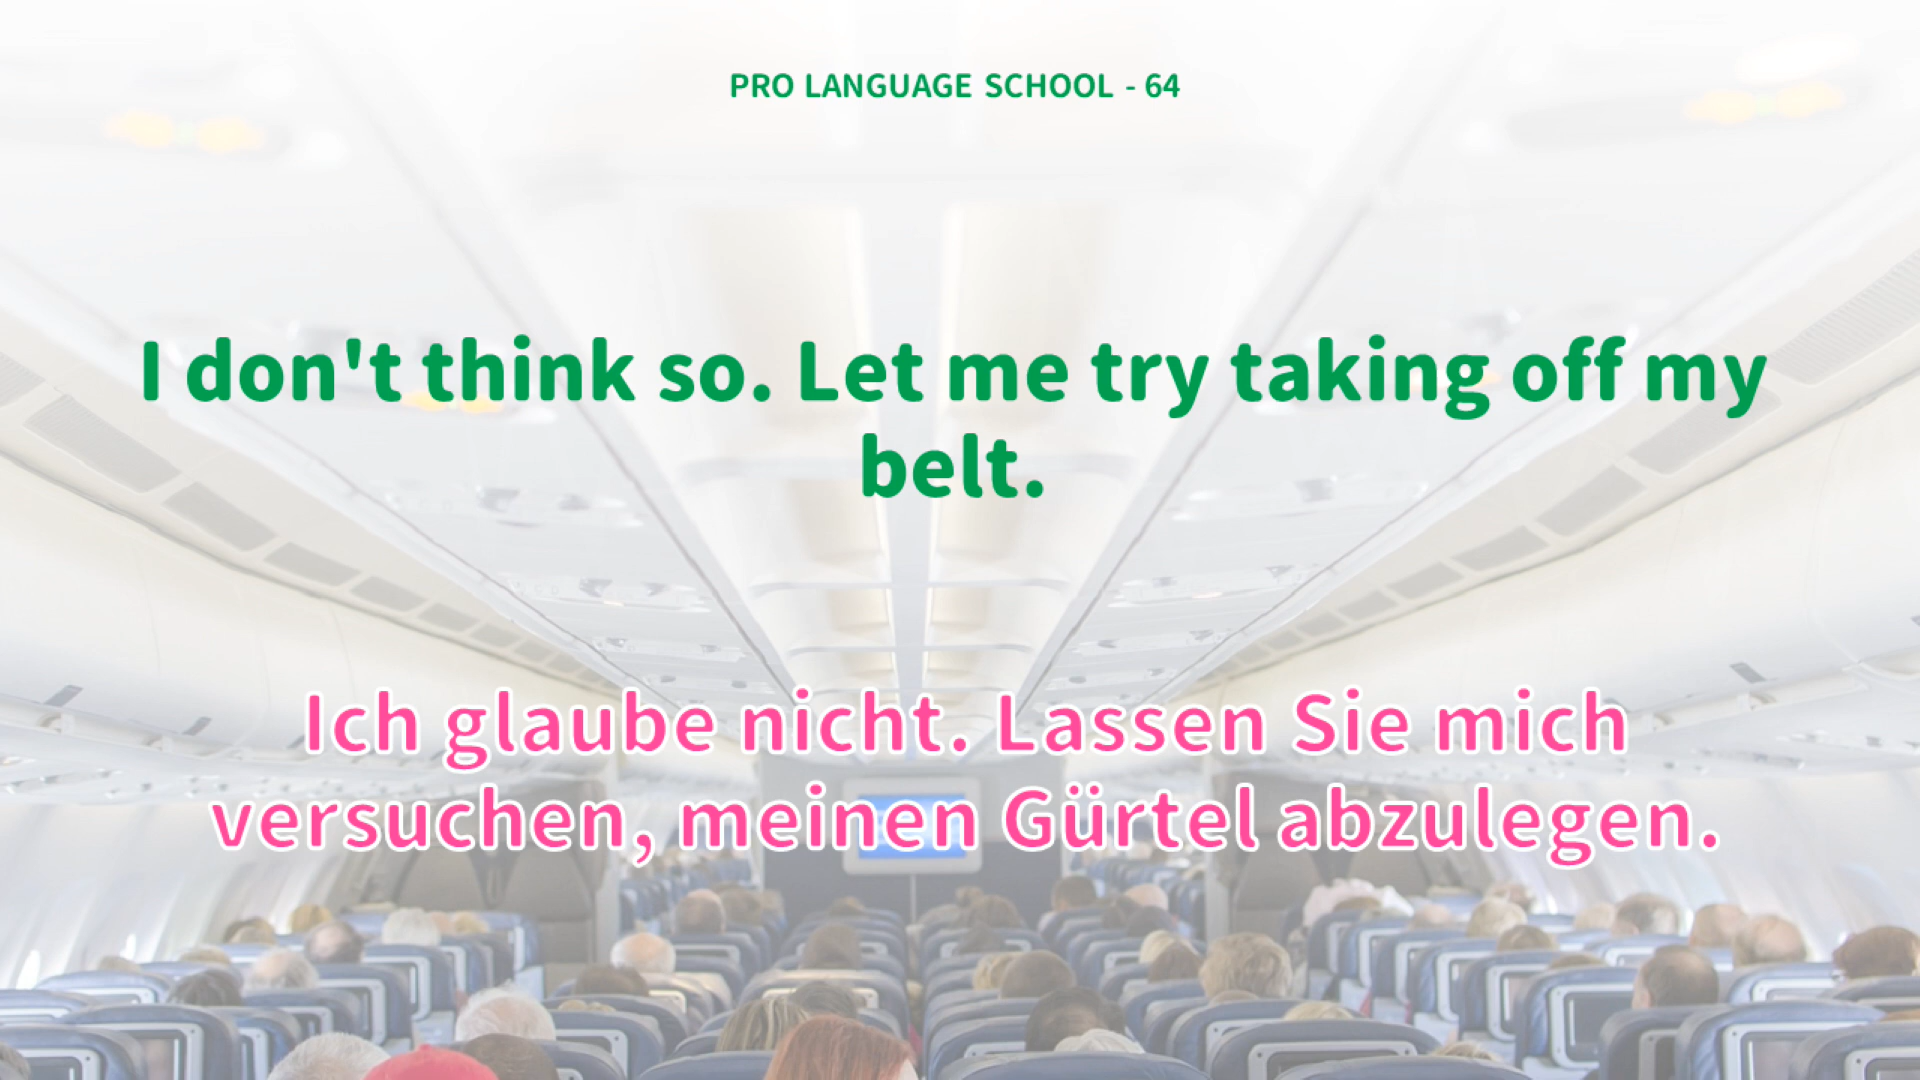 PRO LANGUAGE SCHOOL - 64
I don't think so. Let me try taking off my
belt.
Ich glaube nicht. Lassen Sie mich
versuchen, meinen Gürtel abzulegen.